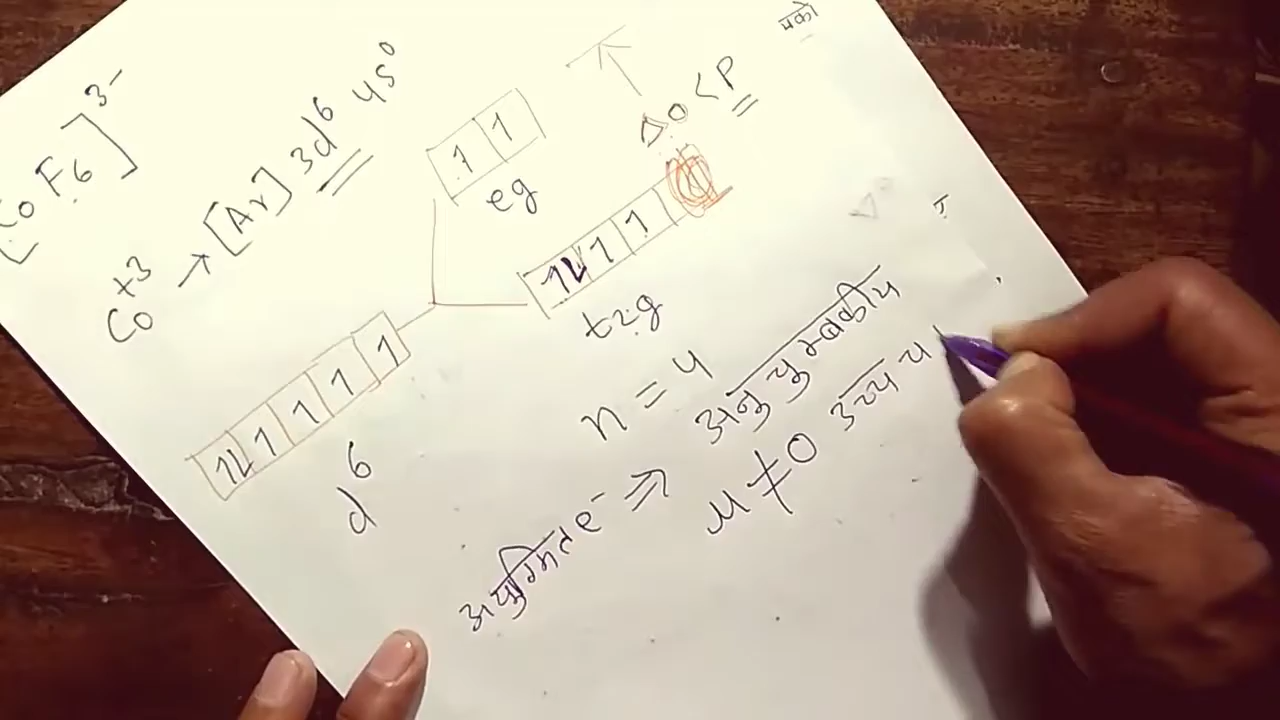 [CoF6]3-
Co+3 → [Ar] 3d6 4s0
1 1
eg
Δo < P
1⇂ 1 1
t2g
1⇂ 1 1 1 1
d6
n = 4
अयुग्मित e- ⇒ अनुचुम्बकीय
μ ≠ 0 उच्च च